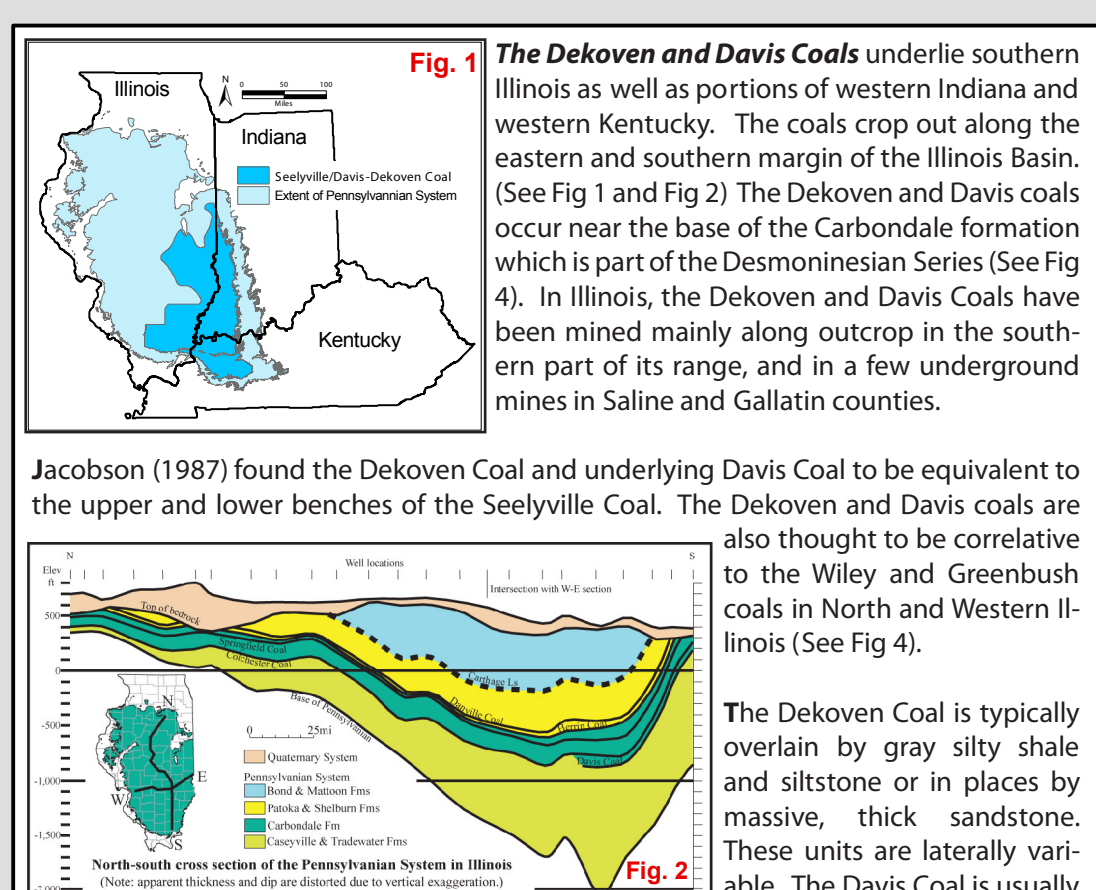 Fig. 1
Illinois
N
0 50 100
Miles
Indiana
Seelyville/Davis-Dekoven Coal
Extent of Pennsylvannian System
Kentucky
The Dekoven and Davis Coals underlie southern
Illinois as well as portions of western Indiana and
western Kentucky. The coals crop out along the
eastern and southern margin of the Illinois Basin.
(See Fig 1 and Fig 2) The Dekoven and Davis coals
occur near the base of the Carbondale formation
which is part of the Desmoninesian Series (See Fig
4). In Illinois, the Dekoven and Davis Coals have
been mined mainly along outcrop in the south-
ern part of its range, and in a few underground
mines in Saline and Gallatin counties.
Jacobson (1987) found the Dekoven Coal and underlying Davis Coal to be equivalent to
the upper and lower benches of the Seelyville Coal. The Dekoven and Davis coals are
also thought to be correlative
to the Wiley and Greenbush
coals in North and Western Il-
linois (See Fig 4).
The Dekoven Coal is typically
overlain by gray silty shale
and siltstone or in places by
massive, thick sandstone.
These units are laterally vari-
able. The Davis Coal is usually
N
S
Elev
ft
Well locations
Intersection with W-E section
500
0
-500
-1,000
-1,500
-2,000
Top of bedrock
Springfield Coal
Colchester Coal
Base of Pennsylvanian
Carthage Ls
Danville Coal
Herrin Coal
Davis Coal
N
E
W
S
0 25mi
Quaternary System
Pennsylvanian System
Bond & Mattoon Fms
Patoka & Shelburn Fms
Carbondale Fm
Caseyville & Tradewater Fms
North-south cross section of the Pennsylvanian System in Illinois
(Note: apparent thickness and dip are distorted due to vertical exaggeration.)
Fig. 2